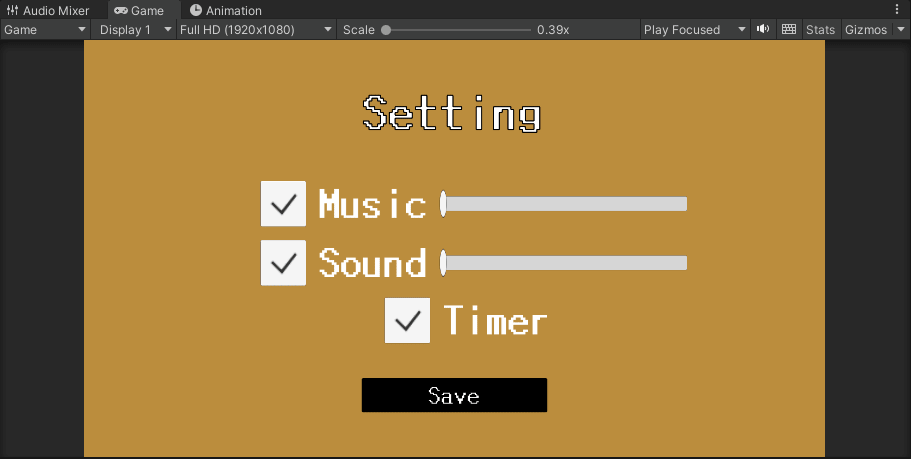 Audio Mixer Game Animation
Game Display 1 Full HD (1920x1080) Scale 0.39x Play Focused Stats Gizmos
Setting
Music
Sound
Timer
Save